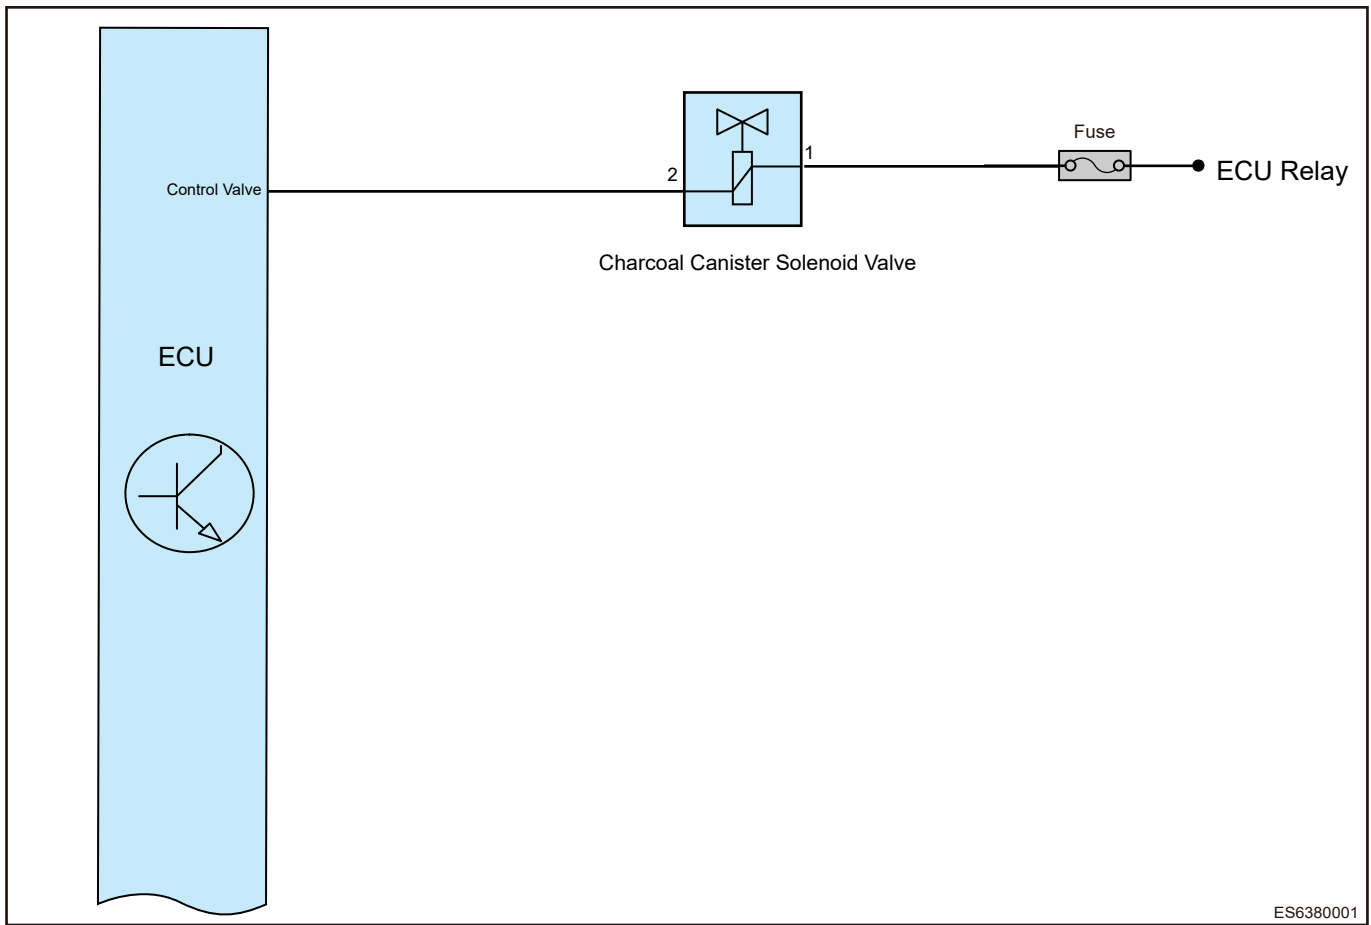 Fuse
1
2
ECU Relay
Control Valve
Charcoal Canister Solenoid Valve
ECU
ES6380001